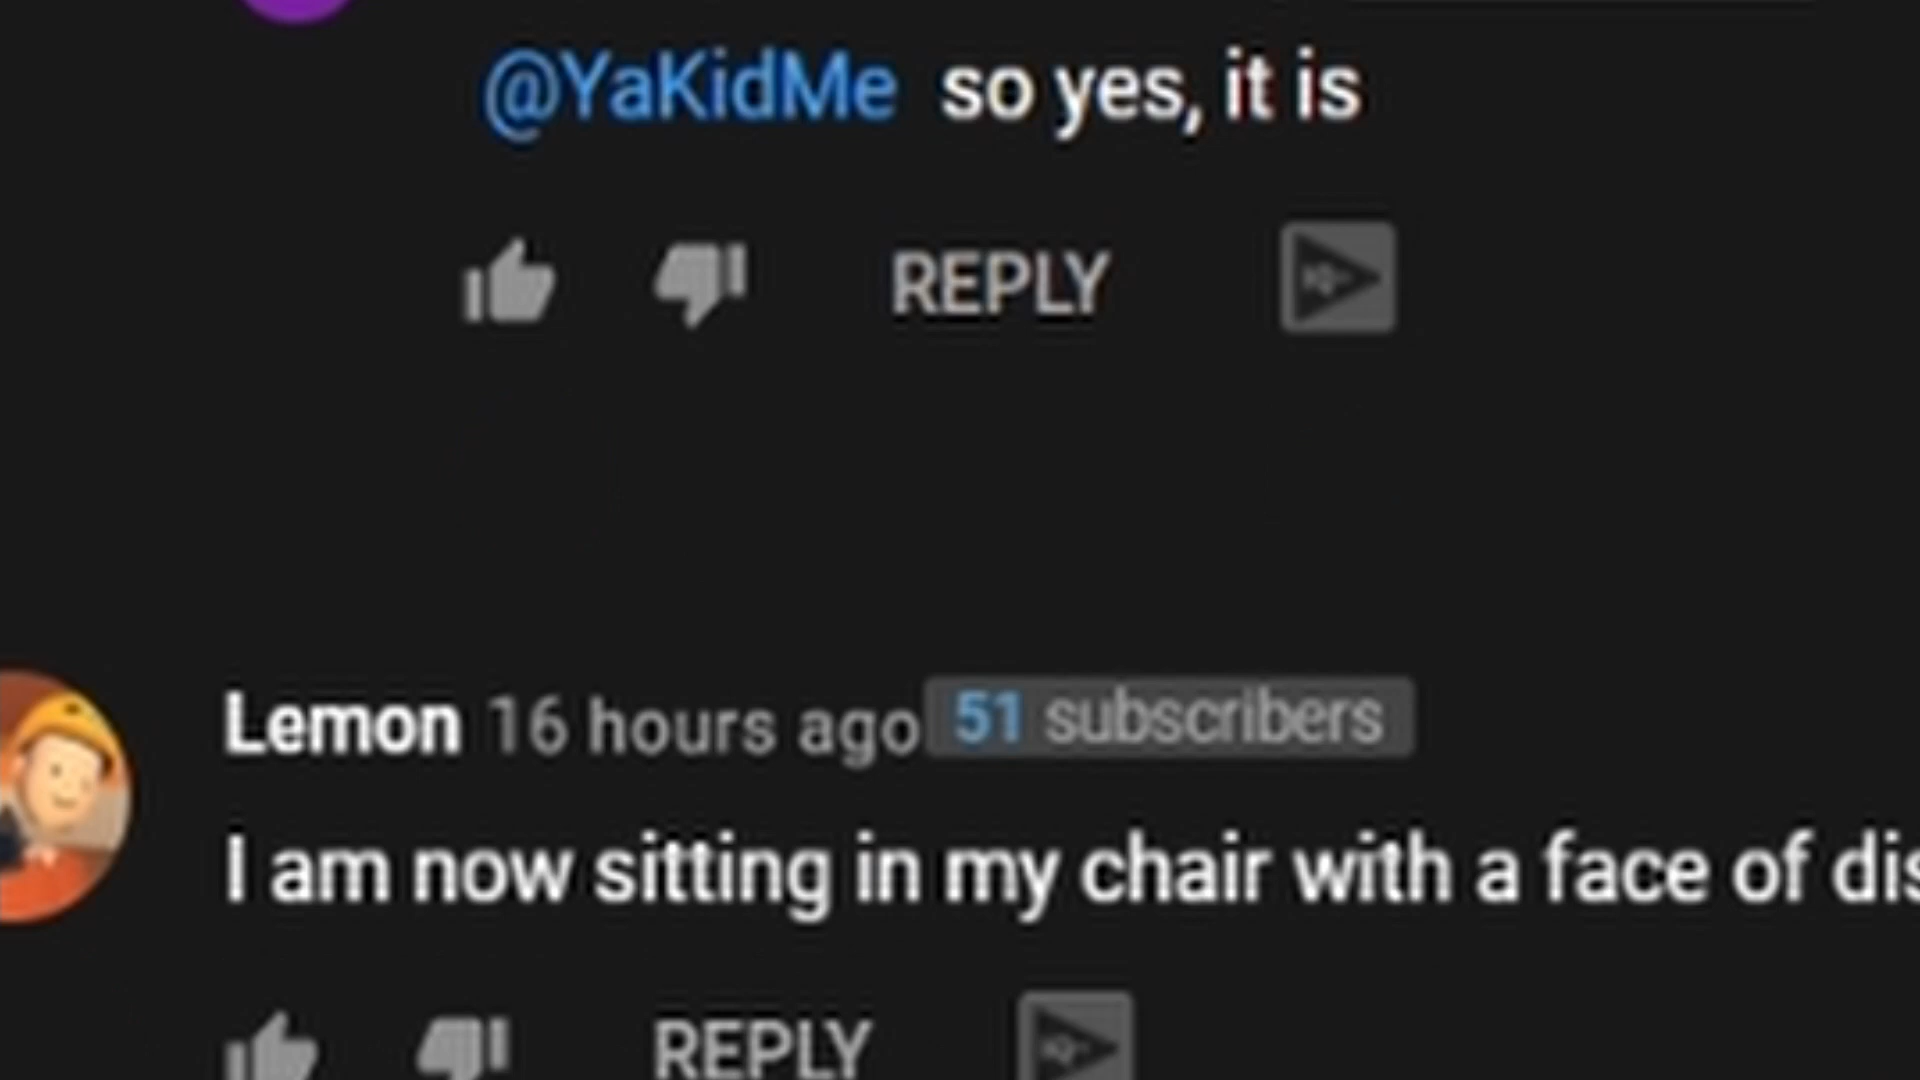 @YaKidMe so yes, it is
REPLY
Lemon 16 hours ago 51 subscribers
I am now sitting in my chair with a face of dis
REPLY